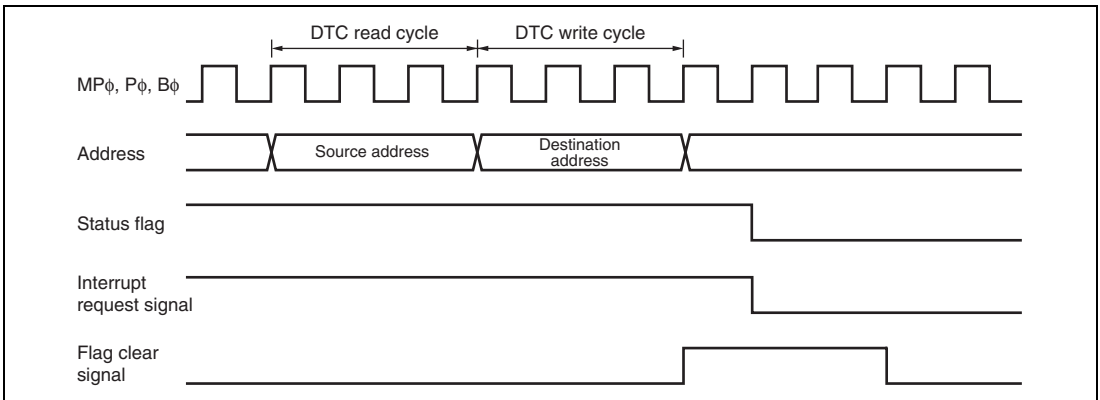 DTC read cycle DTC write cycle
MPϕ, Pϕ, Bϕ
Address
Source address
Destination
address
Status flag
Interrupt
request signal
Flag clear
signal